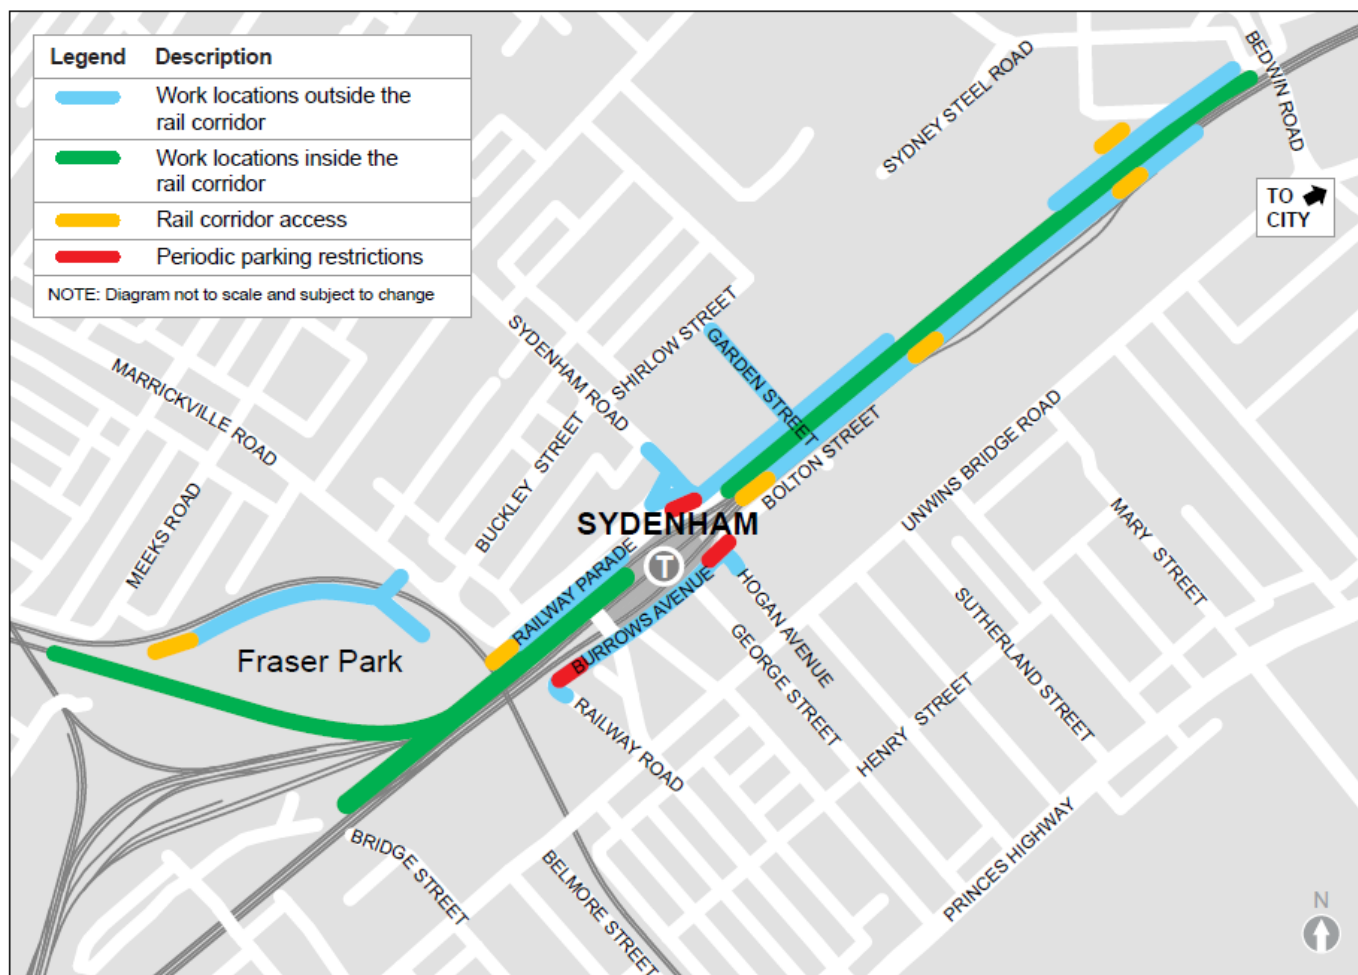 Legend Description
Work locations outside the
rail corridor
Work locations inside the
rail corridor
Rail corridor access
Periodic parking restrictions
NOTE: Diagram not to scale and subject to change
BEDWIN ROAD
SYDNEY STEEL ROAD
TO
CITY
SYDENHAM ROAD
SHIRLOW STREET
GARDEN STREET
MARRICKVILLE ROAD
BUCKLEY STREET
BOLTON STREET
UNWINS BRIDGE ROAD
MEEKS ROAD
MARY STREET
SYDENHAM
T
RAILWAY PARADE
BURROWS AVENUE
HOGAN AVENUE
GEORGE STREET
SUTHERLAND STREET
Fraser Park
HENRY STREET
RAILWAY ROAD
PRINCES HIGHWAY
BRIDGE STREET
BELMORE STREET
N